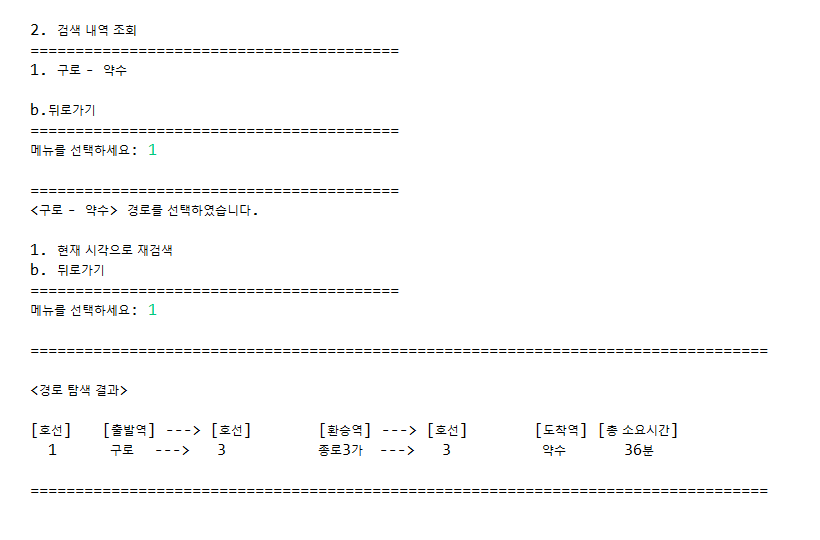 2. 검색 내역 조회
=========================================
1. 구로 - 약수
b.뒤로가기
=========================================
메뉴를 선택하세요: 1
=========================================
<구로 - 약수> 경로를 선택하였습니다.
1. 현재 시각으로 재검색
b. 뒤로가기
=========================================
메뉴를 선택하세요: 1
==================================================================================
<경로 탐색 결과>
[호선] [출발역] ---> [호선] [환승역] ---> [호선] [도착역] [총 소요시간]
1 구로 ---> 3 종로3가 ---> 3 약수 36분
==================================================================================